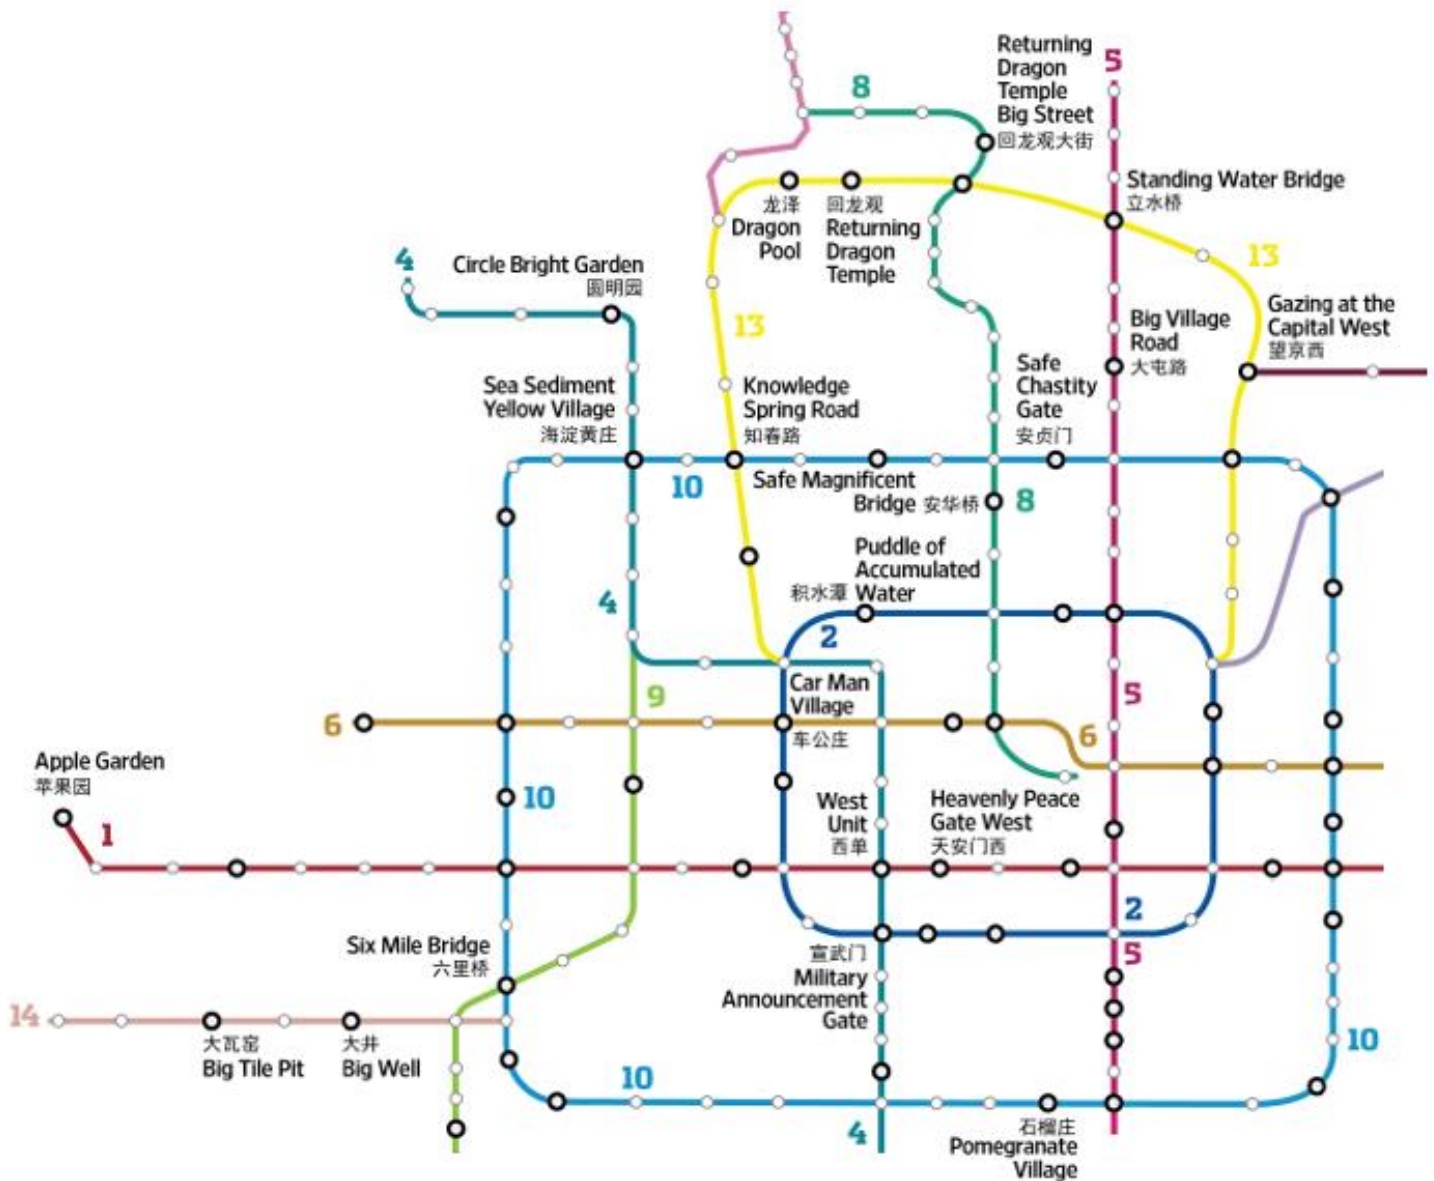 Returning
Dragon
Temple
Big Street
回龙观大街
5
8
Standing Water Bridge
立水桥
龙泽
Dragon
Pool
回龙观
Returning
Dragon
Temple
4
Circle Bright Garden
圆明园
13
13
Gazing at the
Capital West
望京西
Big Village
Road
大屯路
Safe
Chastity
Gate
安贞门
Sea Sediment
Yellow Village
海淀黄庄
Knowledge
Spring Road
知春路
10
Safe Magnificent
Bridge 安华桥
8
Puddle of
Accumulated
积水潭 Water
4
2
9
Car Man
Village
车公庄
5
6
6
Apple Garden
苹果园
1
10
West
Unit
西单
Heavenly Peace
Gate West
天安门西
2
5
Six Mile Bridge
六里桥
宣武门
Military
Announcement
Gate
14
大瓦窑
Big Tile Pit
大井
Big Well
10
10
4
石榴庄
Pomegranate
Village